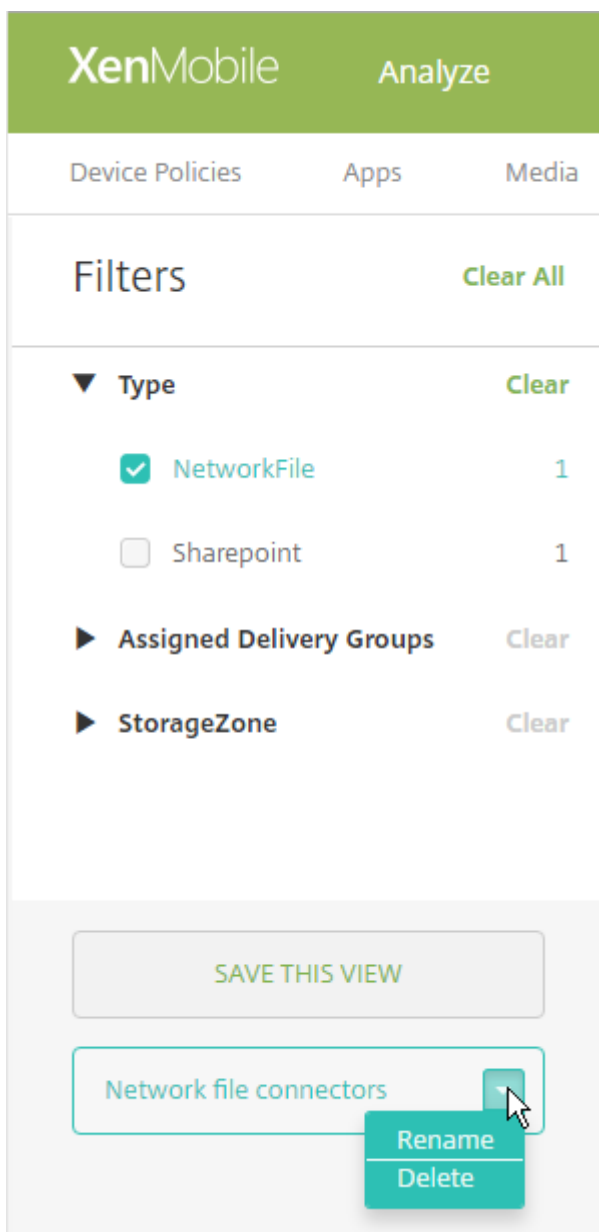 XenMobile Analyze
Device Policies Apps Media
Filters Clear All
Type Clear
NetworkFile 1
Sharepoint 1
Assigned Delivery Groups Clear
StorageZone Clear
SAVE THIS VIEW
Network file connectors
Rename
Delete